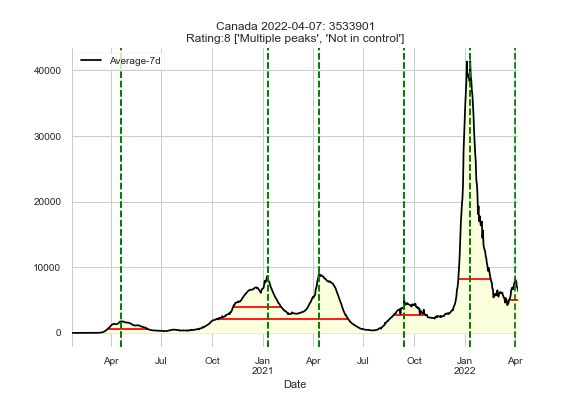 Canada 2022-04-07: 3533901
Rating:8 ['Multiple peaks', 'Not in control']
Average-7d
40000
30000
20000
10000
0
Apr Jul Oct Jan Apr Jul Oct Jan Apr
2021 2022
Date